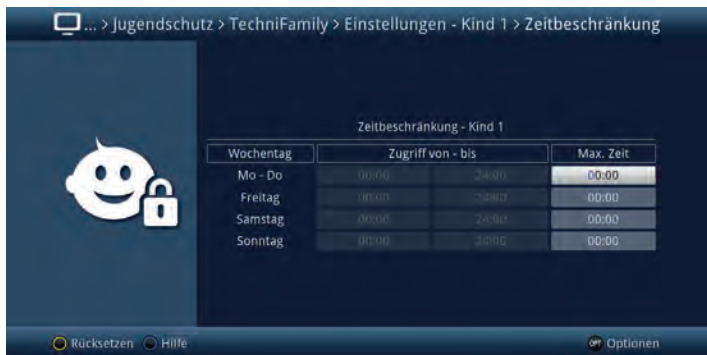 ... > Jugendschutz > TechniFamily > Einstellungen - Kind 1 > Zeitbeschränkung
Zeitbeschränkung - Kind 1
Wochentag Zugriff von - bis Max. Zeit
Mo - Do 00:00 24:00 00:00
Freitag 00:00 24:00 00:00
Samstag 00:00 24:00 00:00
Sonntag 00:00 24:00 00:00
Rücksetzen Hilfe OPT Optionen